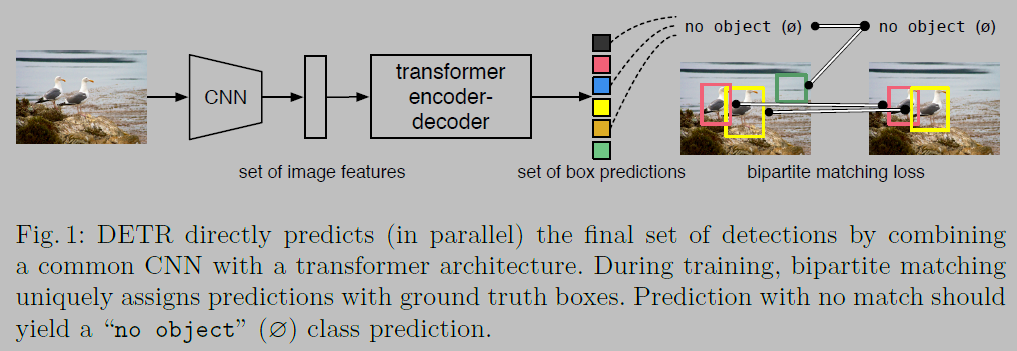 no object (ø)
no object (ø)
CNN
transformer
encoder-
decoder
set of image features
set of box predictions
bipartite matching loss
Fig. 1: DETR directly predicts (in parallel) the final set of detections by combining
a common CNN with a transformer architecture. During training, bipartite matching
uniquely assigns predictions with ground truth boxes. Prediction with no match should
yield a “no object” (∅) class prediction.